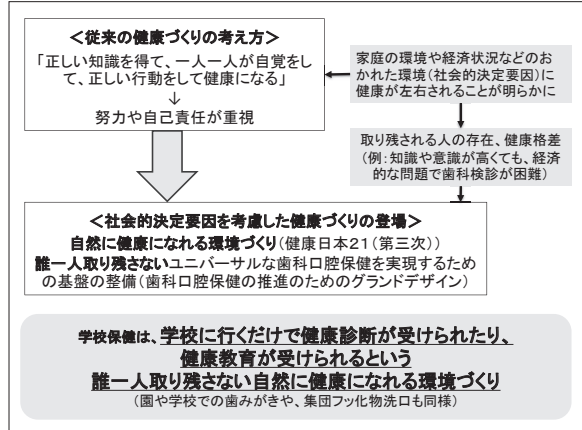 ＜従来の健康づくりの考え方＞
「正しい知識を得て、一人一人が自覚をし
て、正しい行動をして健康になる」
↓
努力や自己責任が重視
家庭の環境や経済状況などのお
かれた環境（社会的決定要因）に
健康が左右されることが明らかに
取り残される人の存在、健康格差
（例：知識や意識が高くても、経済
的な問題で歯科検診が困難）
＜社会的決定要因を考慮した健康づくりの登場＞
自然に健康になれる環境づくり（健康日本２１（第三次））
誰一人取り残さないユニバーサルな歯科口腔保健を実現するため
の基盤の整備（歯科口腔保健の推進のためのグランドデザイン）
学校保健は、学校に行くだけで健康診断が受けられたり、
健康教育が受けられるという
誰一人取り残さない自然に健康になれる環境づくり
（園や学校での歯みがきや、集団フッ化物洗口も同様）